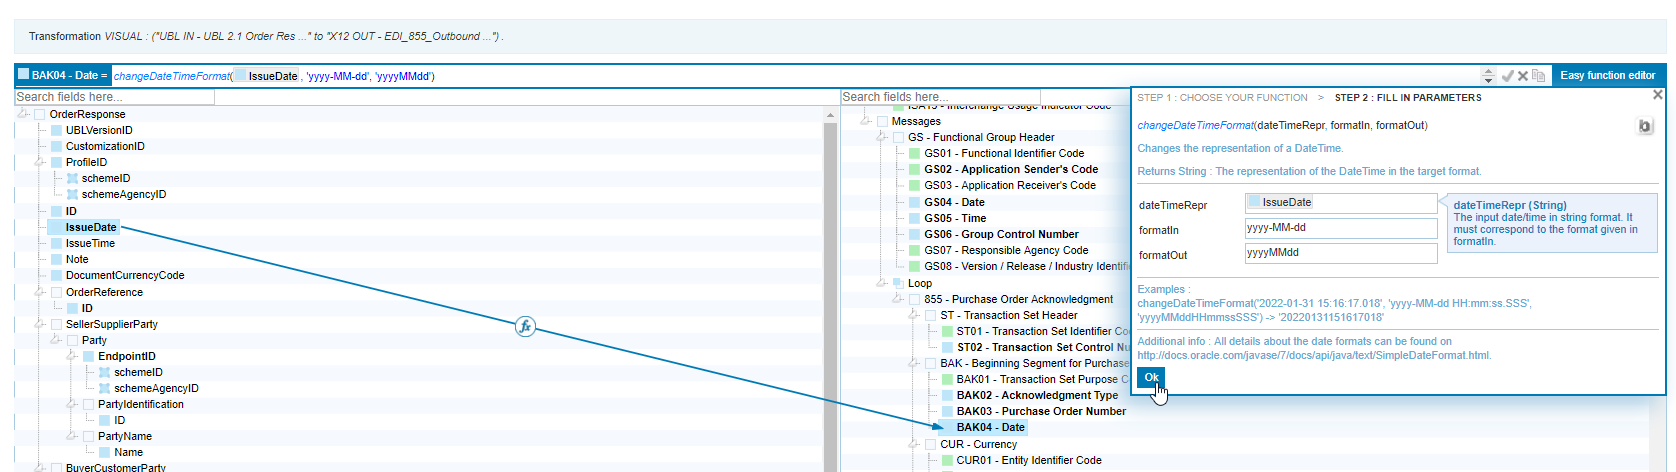 Transformation VISUAL : ("UBL IN - UBL 2.1 Order Res ..." to "X12 OUT - EDI_855_Outbound ...") .
BAK04 - Date = changeDateTimeFormat( IssueDate , 'yyyy-MM-dd', 'yyyyMMdd')
Easy function editor
Search fields here...
OrderResponse
UBLVersionID
CustomizationID
ProfileID
schemeID
schemeAgencyID
ID
IssueDate
IssueTime
Note
DocumentCurrencyCode
OrderReference
ID
SellerSupplierParty
Party
EndpointID
schemeID
schemeAgencyID
PartyIdentification
ID
PartyName
Name
BuyerCustomerParty
fx
Search fields here...
ISA15 - Interchange Usage Indicator Code
Messages
GS - Functional Group Header
GS01 - Functional Identifier Code
GS02 - Application Sender's Code
GS03 - Application Receiver's Code
GS04 - Date
GS05 - Time
GS06 - Group Control Number
GS07 - Responsible Agency Code
GS08 - Version / Release / Industry Identifi
Loop
855 - Purchase Order Acknowledgment
ST - Transaction Set Header
ST01 - Transaction Set Identifier Co
ST02 - Transaction Set Control Nu
BAK - Beginning Segment for Purchase
BAK01 - Transaction Set Purpose C
BAK02 - Acknowledgment Type
BAK03 - Purchase Order Number
BAK04 - Date
CUR - Currency
CUR01 - Entity Identifier Code
STEP 1 : CHOOSE YOUR FUNCTION > STEP 2 : FILL IN PARAMETERS
changeDateTimeFormat(dateTimeRepr, formatIn, formatOut)
Changes the representation of a DateTime.
Returns String : The representation of the DateTime in the target format.
dateTimeRepr IssueDate
formatIn yyyy-MM-dd
formatOut yyyyMMdd
dateTimeRepr (String)
The input date/time in string format. It
must correspond to the format given in
formatIn.
Examples :
changeDateTimeFormat('2022-01-31 15:16:17.018', 'yyyy-MM-dd HH:mm:ss.SSS',
'yyyyMMddHHmmssSSS') -> '20220131151617018'
Additional info : All details about the date formats can be found on
http://docs.oracle.com/javase/7/docs/api/java/text/SimpleDateFormat.html.
Ok